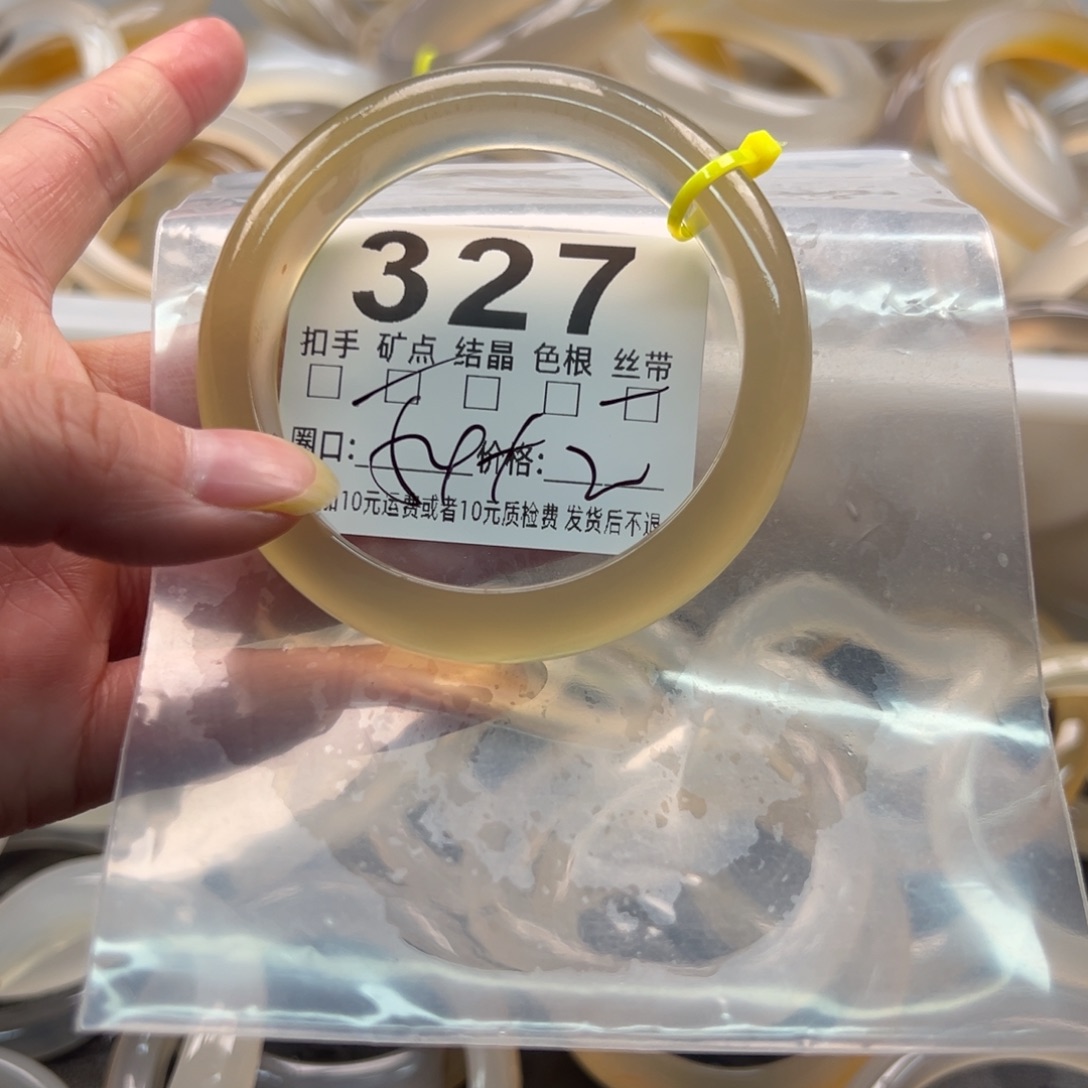 327
扣手 矿点 结晶 色根 丝带
圈口: 价格:
加10元运费或者10元质检费 发货后不退